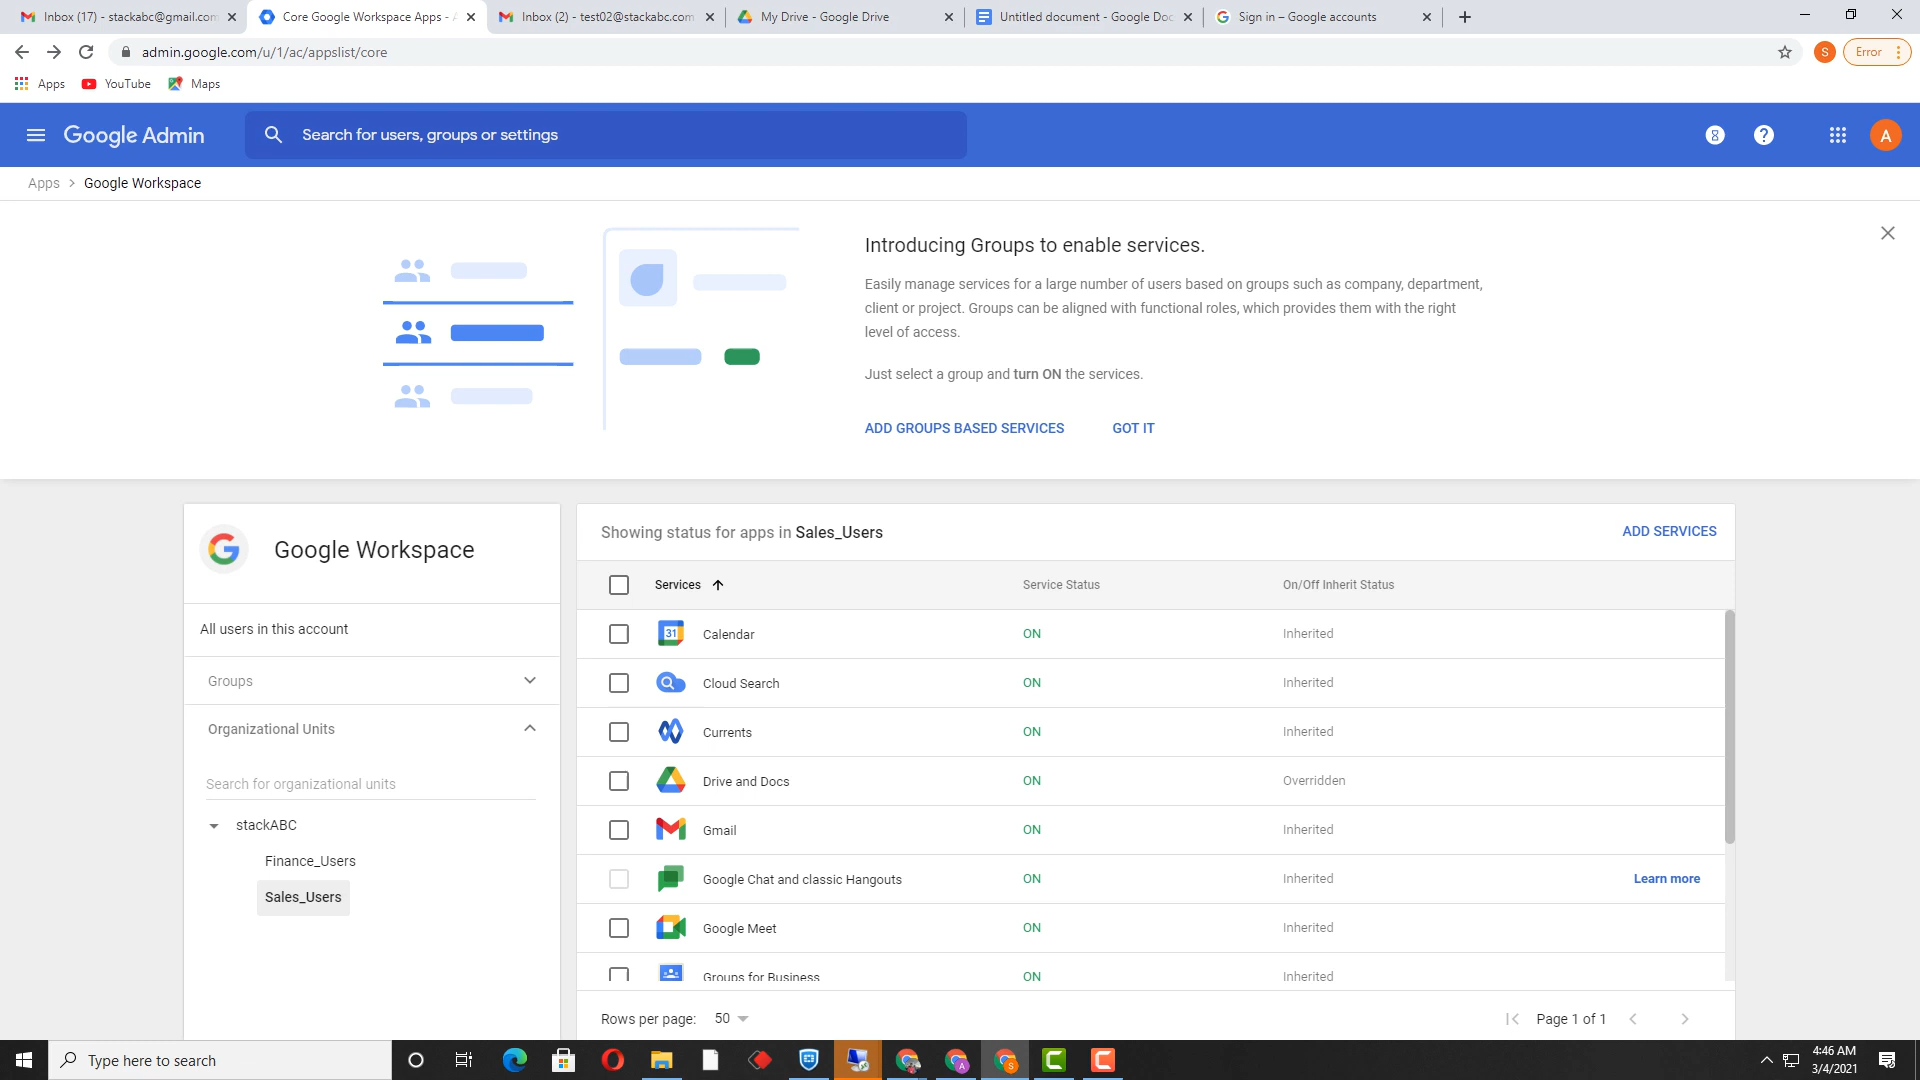 Inbox (17) - stackabc@gmail.com
Core Google Workspace Apps - A
Inbox (2) - test02@stackabc.com
My Drive - Google Drive
Untitled document - Google Doc
Sign in – Google accounts
admin.google.com/u/1/ac/appslist/core
S
Error
Apps
YouTube
Maps
Google Admin
Search for users, groups or settings
A
Apps > Google Workspace
Introducing Groups to enable services.
Easily manage services for a large number of users based on groups such as company, department,
client or project. Groups can be aligned with functional roles, which provides them with the right
level of access.
Just select a group and turn ON the services.
ADD GROUPS BASED SERVICES
GOT IT
Google Workspace
All users in this account
Groups
Organizational Units
Search for organizational units
stackABC
Finance_Users
Sales_Users
Showing status for apps in Sales_Users
ADD SERVICES
Services
Service Status
On/Off Inherit Status
31
Calendar
ON
Inherited
Cloud Search
ON
Inherited
Currents
ON
Inherited
Drive and Docs
ON
Overridden
Gmail
ON
Inherited
Google Chat and classic Hangouts
ON
Inherited
Learn more
Google Meet
ON
Inherited
Groups for Business
ON
Inherited
Rows per page: 50
Page 1 of 1
Type here to search
4:46 AM
3/4/2021